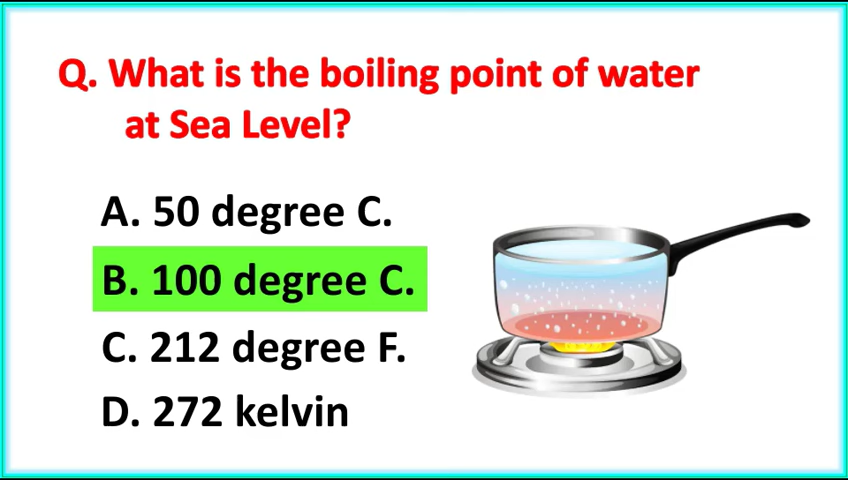 Q. What is the boiling point of water
at Sea Level?
A. 50 degree C.
B. 100 degree C.
C. 212 degree F.
D. 272 kelvin